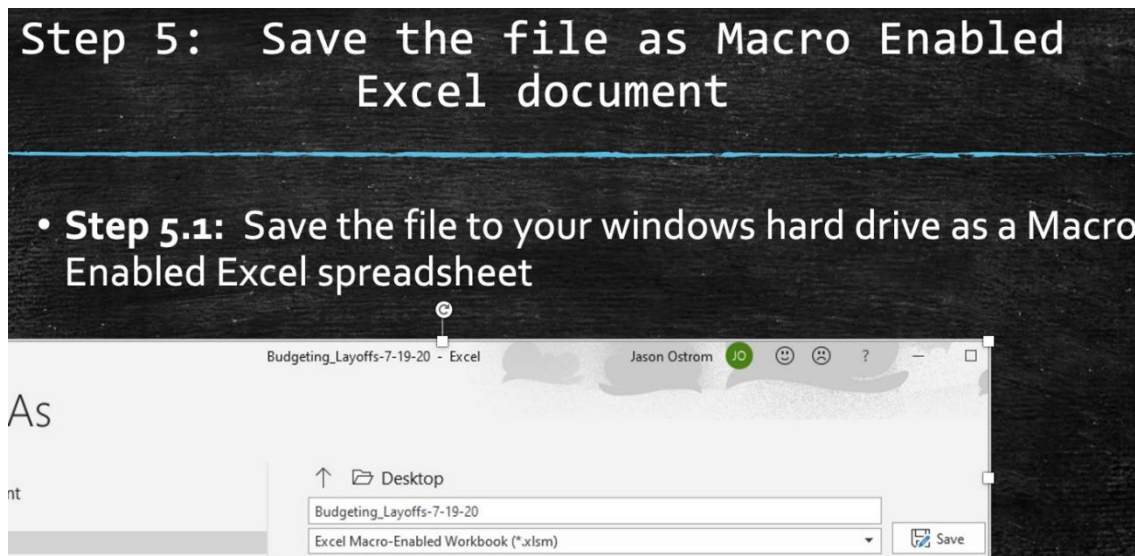 Step 5: Save the file as Macro Enabled
Excel document
• Step 5.1: Save the file to your windows hard drive as a Macro
Enabled Excel spreadsheet
Budgeting_Layoffs-7-19-20 - Excel Jason Ostrom JO ?
As
Desktop
nt
Budgeting_Layoffs-7-19-20
Excel Macro-Enabled Workbook (*.xlsm) Save